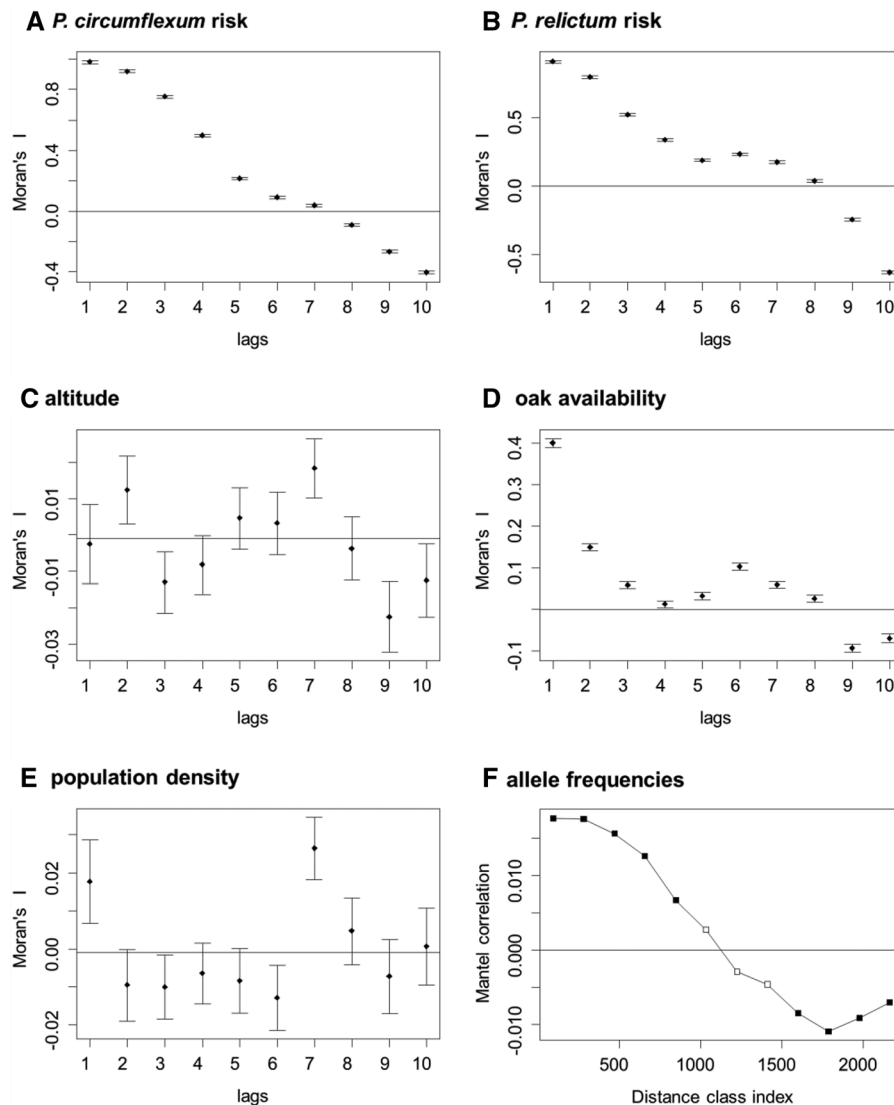 A P. circumflexum risk
B P. relictum risk
Moran's I
0.8
0.4
0.0
-0.4
1 2 3 4 5 6 7 8 9 10
lags
Moran's I
0.5
0.0
-0.5
1 2 3 4 5 6 7 8 9 10
lags
C altitude
D oak availability
Moran's I
0.01
-0.01
-0.03
1 2 3 4 5 6 7 8 9 10
lags
Moran's I
0.4
0.3
0.2
0.1
-0.1
1 2 3 4 5 6 7 8 9 10
lags
E population density
F allele frequencies
Moran's I
0.02
0.00
-0.02
1 2 3 4 5 6 7 8 9 10
lags
Mantel correlation
0.010
0.000
-0.010
500 1000 1500 2000
Distance class index